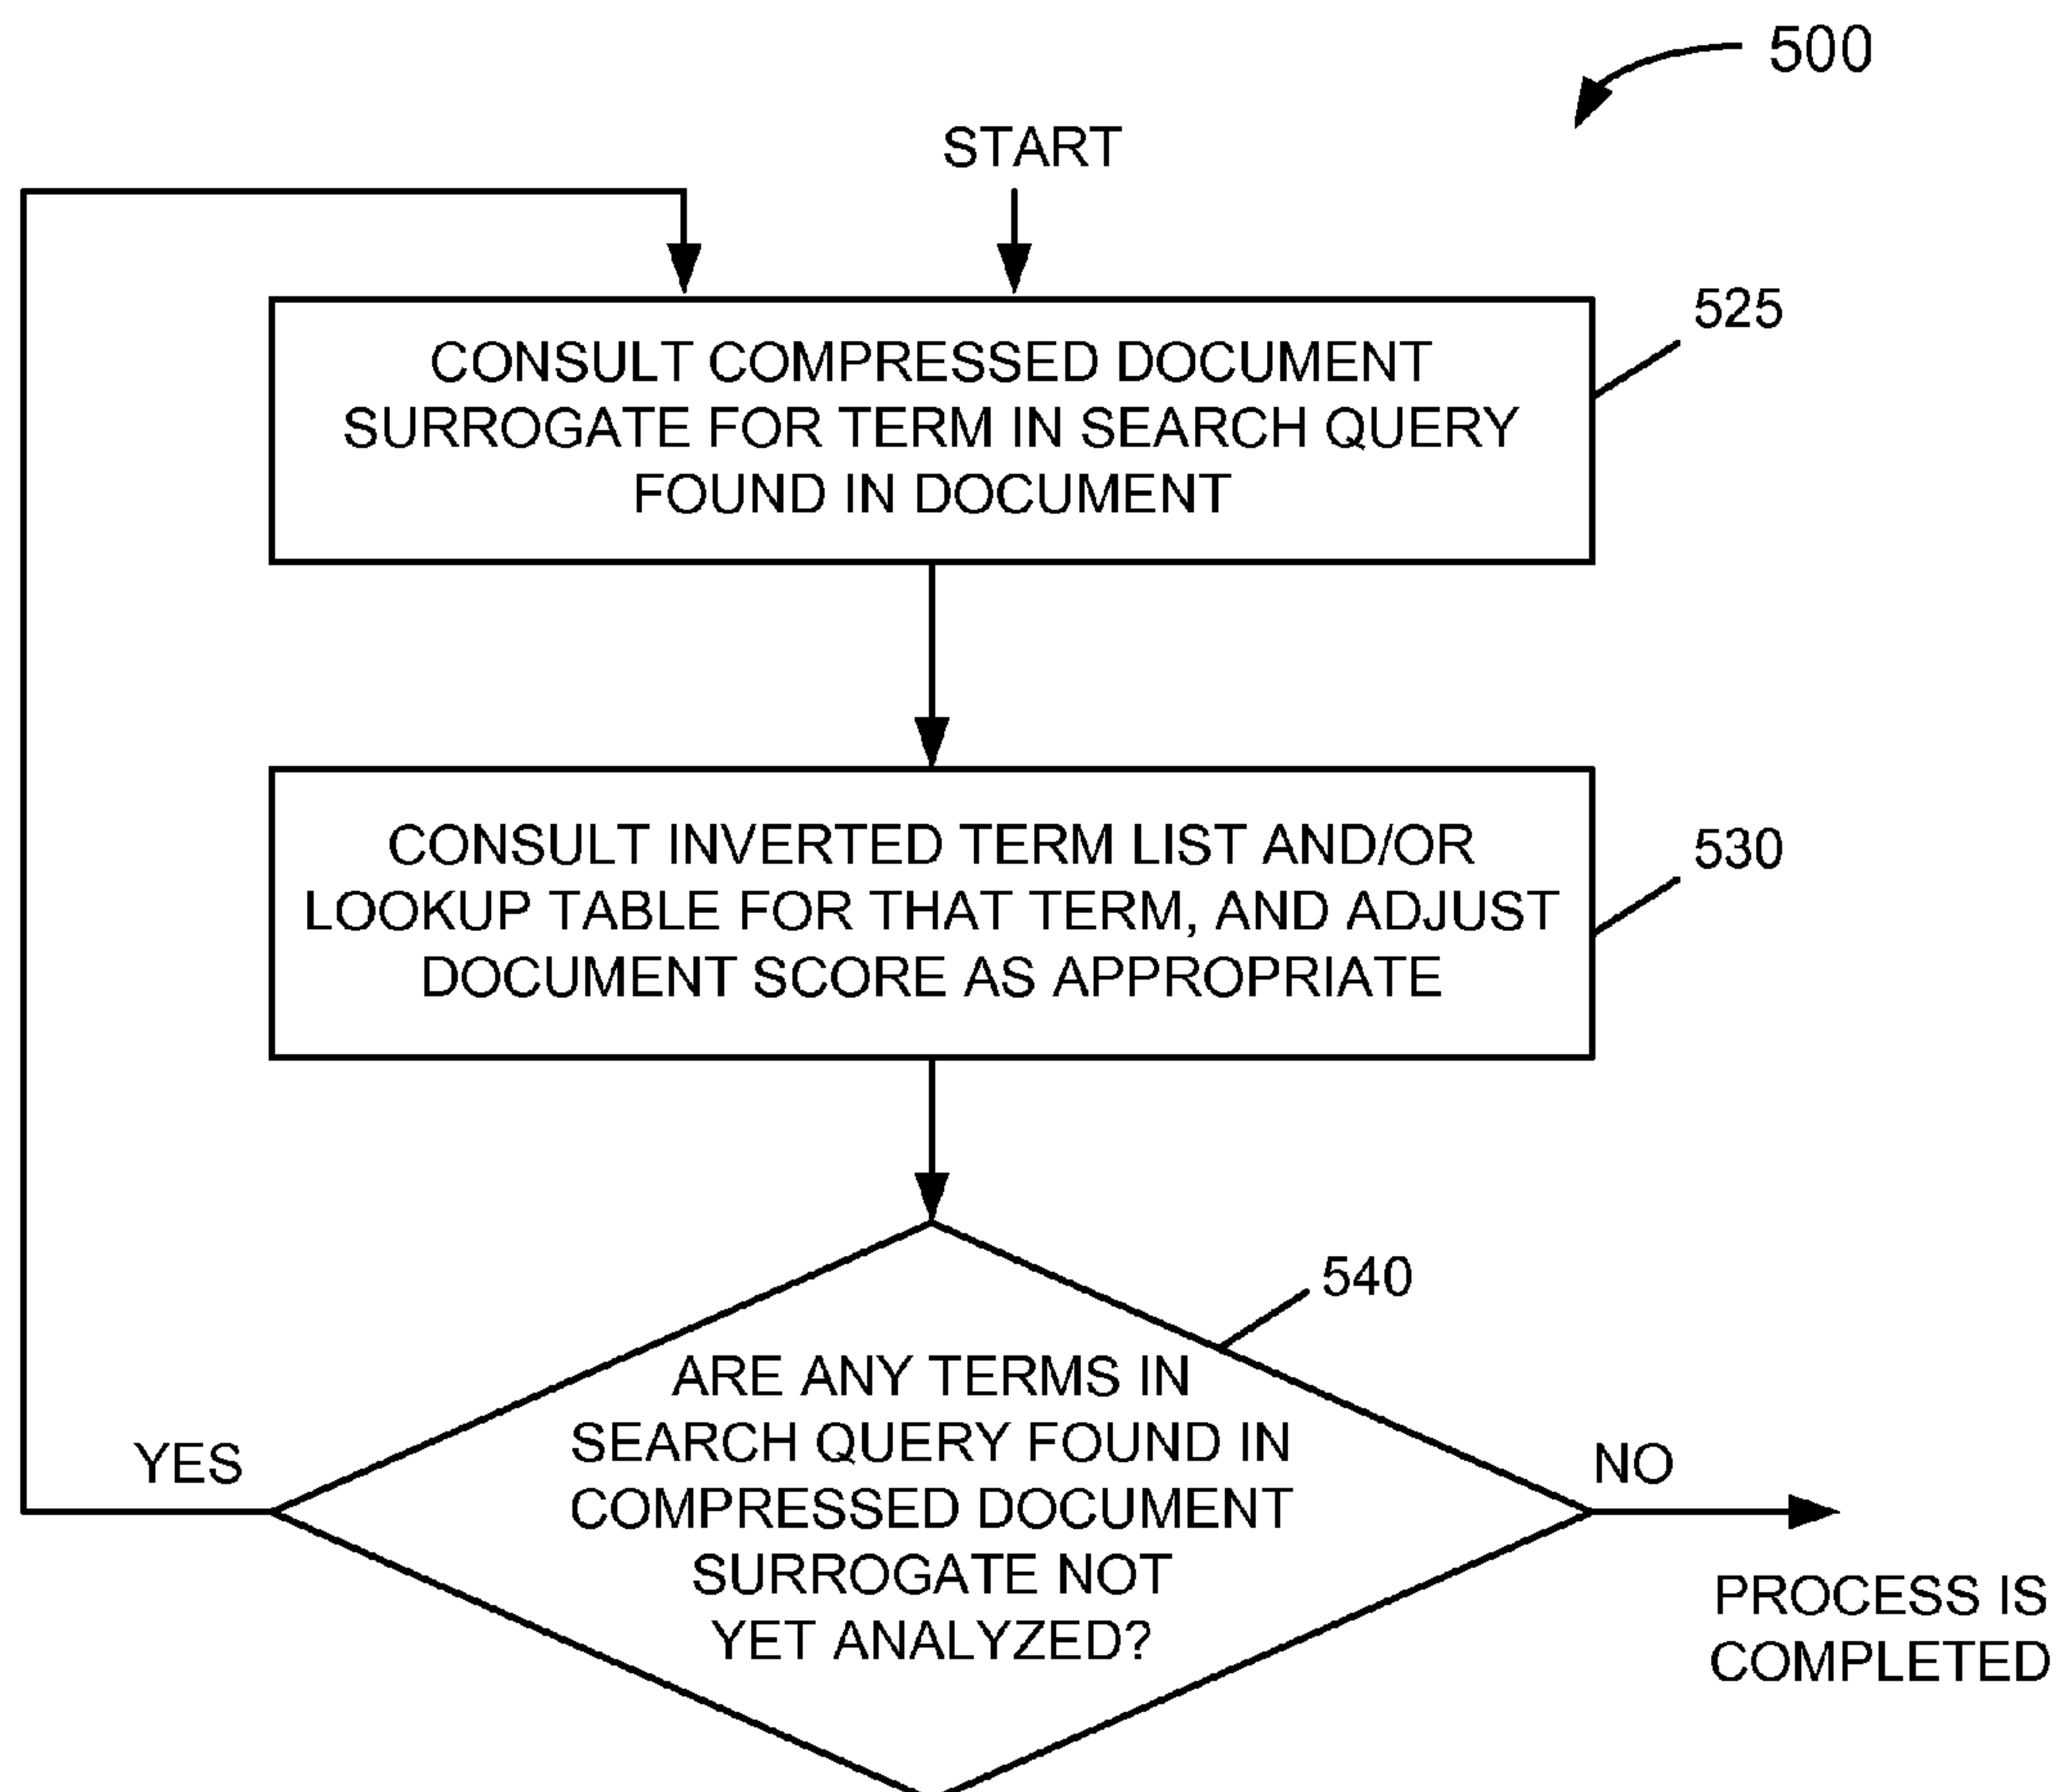 500
START
525
CONSULT COMPRESSED DOCUMENT
SURROGATE FOR TERM IN SEARCH QUERY
FOUND IN DOCUMENT
CONSULT INVERTED TERM LIST AND/OR
LOOKUP TABLE FOR THAT TERM, AND ADJUST
DOCUMENT SCORE AS APPROPRIATE
530
540
ARE ANY TERMS IN
SEARCH QUERY FOUND IN
COMPRESSED DOCUMENT
SURROGATE NOT
YET ANALYZED?
YES
NO
PROCESS IS
COMPLETED